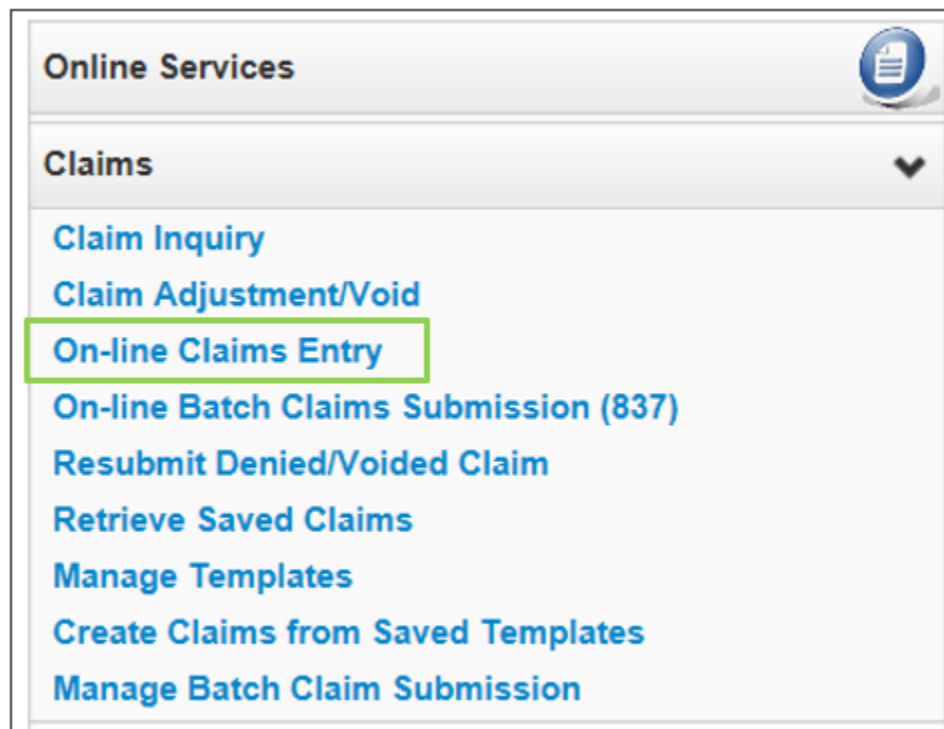 Online Services
Claims
Claim Inquiry
Claim Adjustment/Void
On-line Claims Entry
On-line Batch Claims Submission (837)
Resubmit Denied/Voided Claim
Retrieve Saved Claims
Manage Templates
Create Claims from Saved Templates
Manage Batch Claim Submission